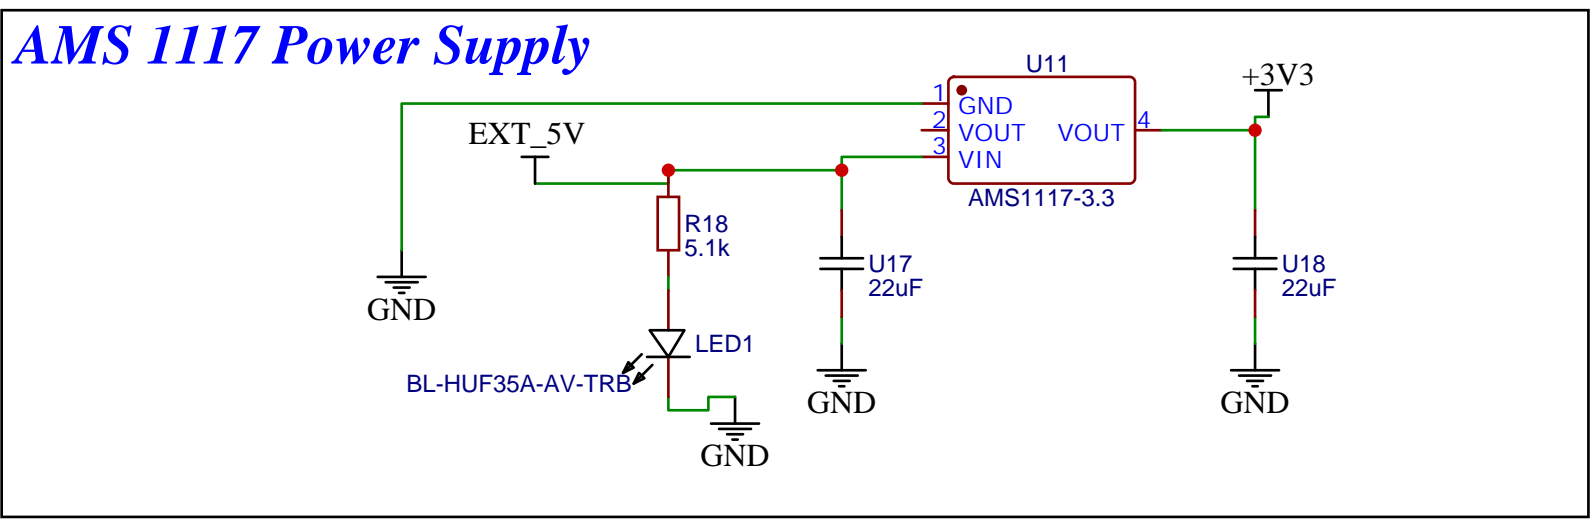 AMS 1117 Power Supply
U11
+3V3
1
GND
EXT_5V
2
VOUT
VOUT
4
3
VIN
AMS1117-3.3
R18
5.1k
U17
22uF
U18
22uF
GND
LED1
BL-HUF35A-AV-TRB
GND
GND
GND